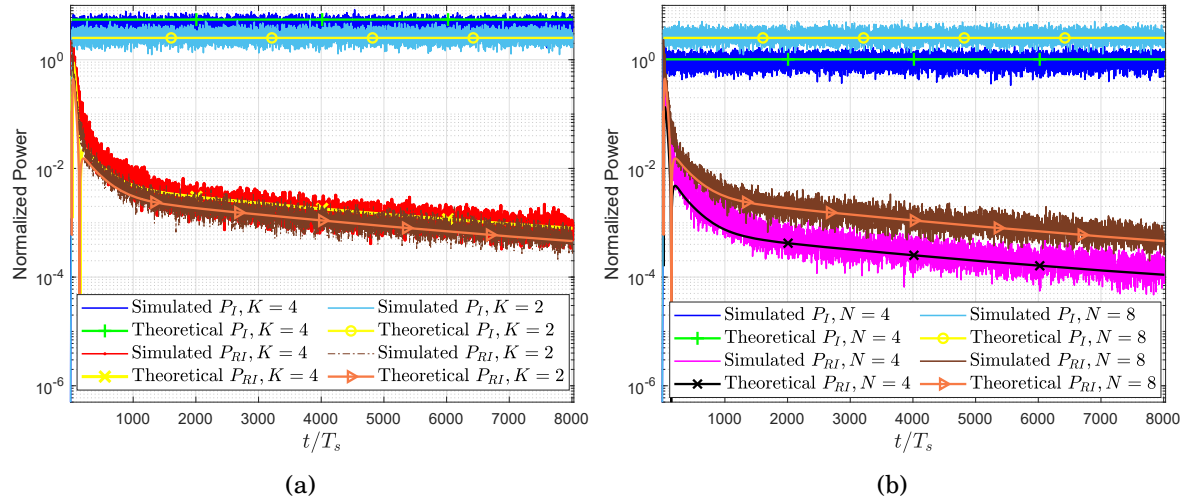 10^0
10^-2
10^-4
10^-6
Normalized Power
Simulated P_I, K = 4
Theoretical P_I, K = 4
Simulated P_RI, K = 4
Theoretical P_RI, K = 4
Simulated P_I, K = 2
Theoretical P_I, K = 2
Simulated P_RI, K = 2
Theoretical P_RI, K = 2
1000 2000 3000 4000 5000 6000 7000 8000
t/T_s
(a)
10^0
10^-2
10^-4
10^-6
Normalized Power
Simulated P_I, N = 4
Theoretical P_I, N = 4
Simulated P_RI, N = 4
Theoretical P_RI, N = 4
Simulated P_I, N = 8
Theoretical P_I, N = 8
Simulated P_RI, N = 8
Theoretical P_RI, N = 8
1000 2000 3000 4000 5000 6000 7000 8000
t/T_s
(b)